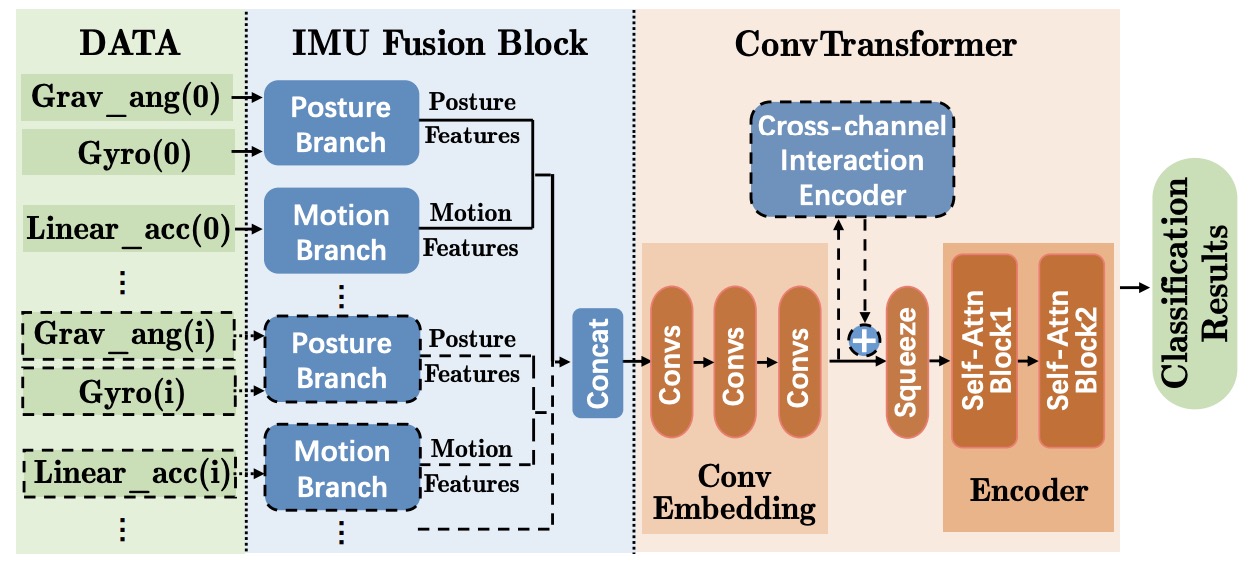 DATA
Grav_ang(0)
Gyro(0)
Linear_acc(0)
⋮
Grav_ang(i)
Gyro(i)
Linear_acc(i)
⋮
IMU Fusion Block
Posture
Branch
Posture
Features
Motion
Branch
Motion
Features
⋮
Posture
Branch
Posture
Features
Motion
Branch
Motion
Features
⋮
Concat
ConvTransformer
Cross-channel
Interaction
Encoder
Convs
Convs
Convs
Conv
Embedding
+
Squeeze
Self-Attn
Block1
Self-Attn
Block2
Encoder
Classification
Results